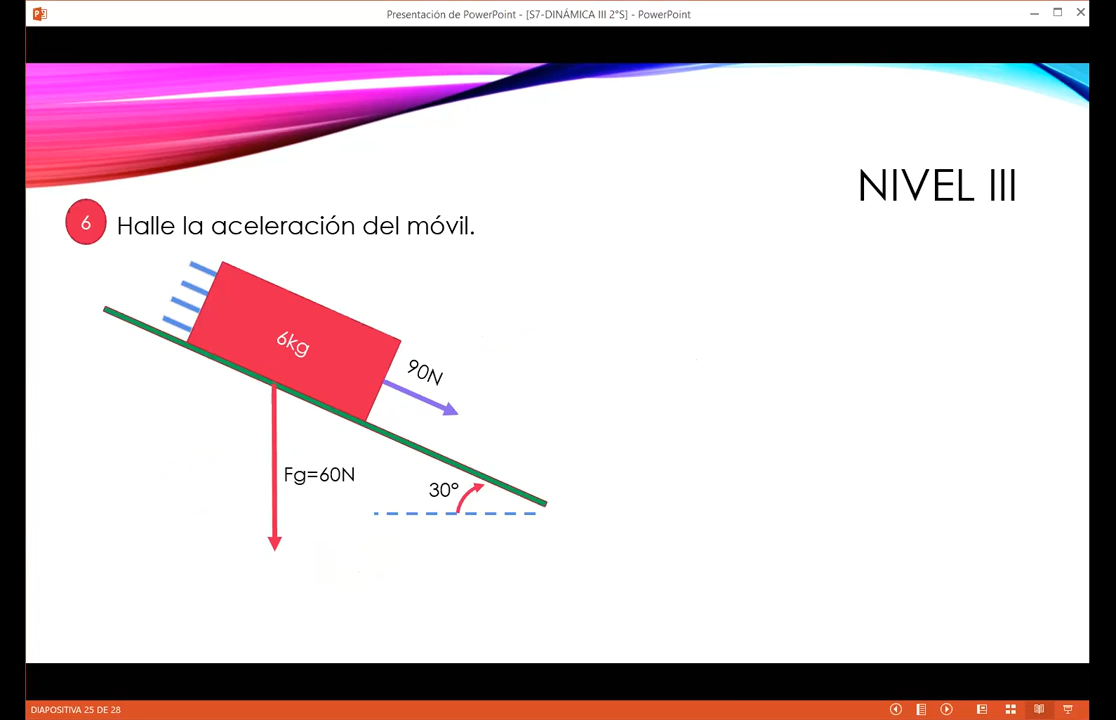 Presentación de PowerPoint - [S7-DINÁMICA III 2°S] - PowerPoint
NIVEL III
6 Halle la aceleración del móvil.
6kg
90N
Fg=60N
30°
DIAPOSITIVA 25 DE 28